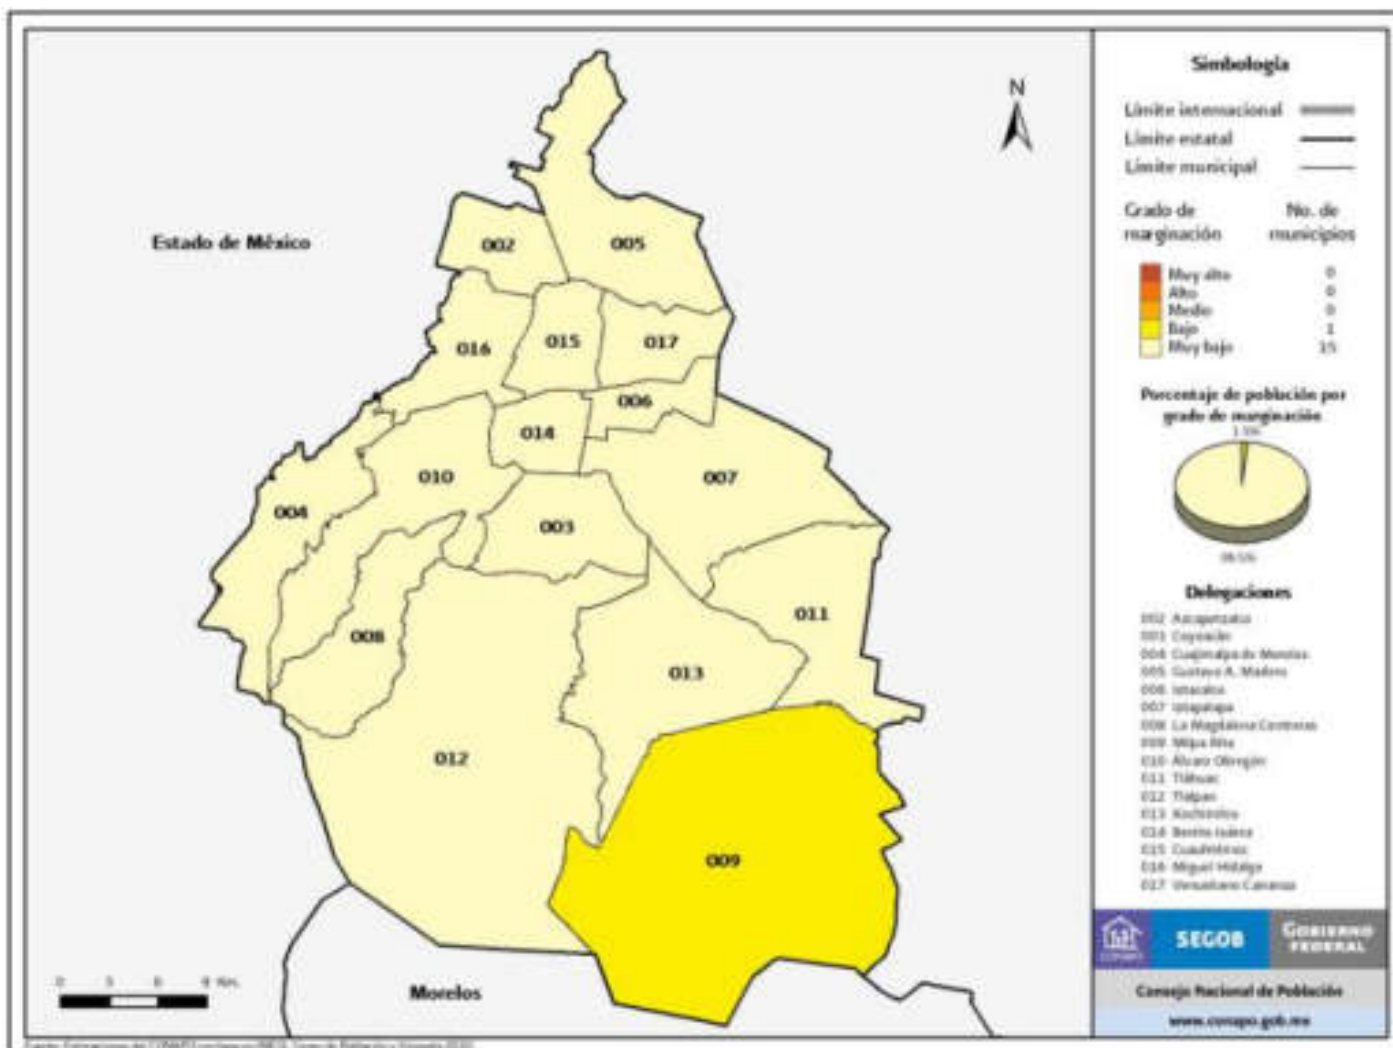 Simbología
N
Límite internacional
Límite estatal
Límite municipal
Grado de marginación
No. de municipios
Muy alto 0
Alto 0
Medio 0
Bajo 1
Muy bajo 15
Estado de México
002
005
016
015
017
006
014
010
007
004
003
011
008
013
012
009
Morelos
Km.
Porcentaje de población por
grado de marginación
Delegaciones
002 Azcapotzalco
003 Coyoacán
004 Cuajimalpa de Morelos
005 Gustavo A. Madero
006 Iztacalco
007 Iztapalapa
008 La Magdalena Contreras
009 Milpa Alta
010 Álvaro Obregón
011 Tláhuac
012 Tlalpan
013 Xochimilco
014 Benito Juárez
015 Cuauhtémoc
016 Miguel Hidalgo
017 Venustiano Carranza
CONAPO
SEGOB
GOBIERNO
FEDERAL
Consejo Nacional de Población
www.conapo.gob.mx